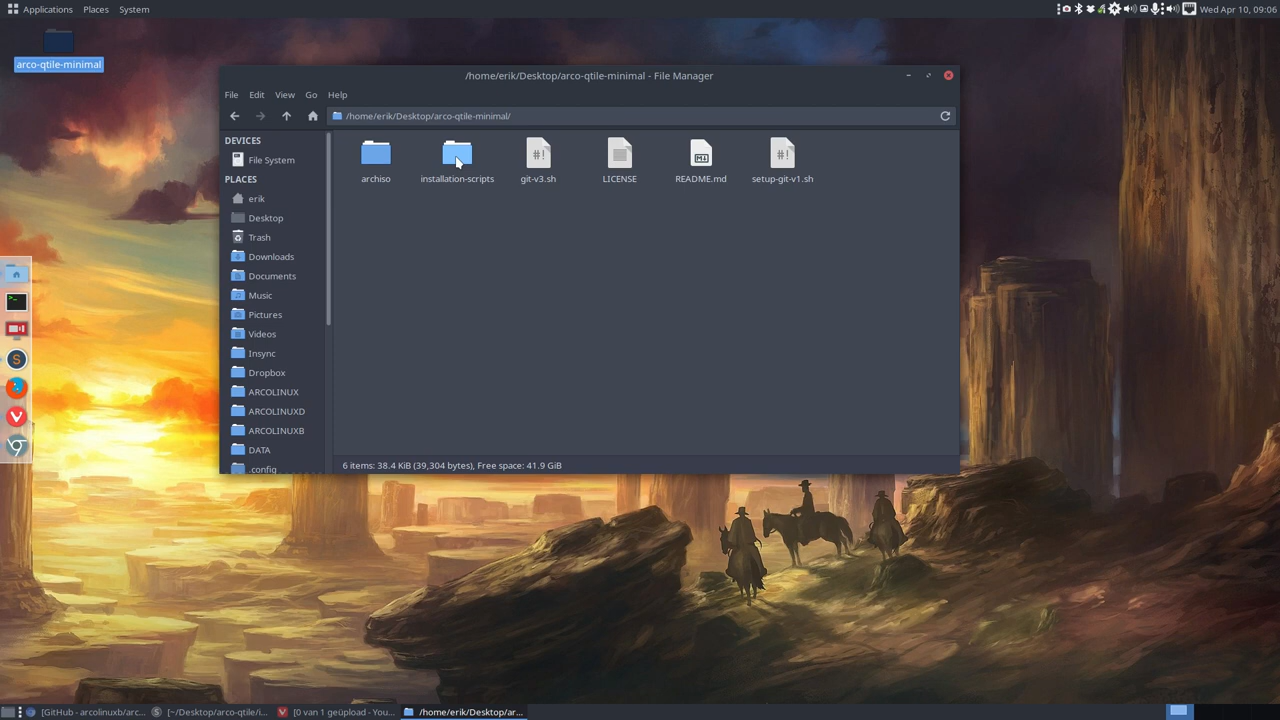 Applications Places System
Wed Apr 10, 09:06
arco-qtile-minimal
/home/erik/Desktop/arco-qtile-minimal - File Manager
File Edit View Go Help
/home/erik/Desktop/arco-qtile-minimal/
DEVICES
File System
PLACES
erik
Desktop
Trash
Downloads
Documents
Music
Pictures
Videos
Insync
Dropbox
ARCOLINUX
ARCOLINUXD
ARCOLINUXB
DATA
.config
archiso
installation-scripts
git-v3.sh
LICENSE
README.md
setup-git-v1.sh
6 items: 38.4 KiB (39,304 bytes), Free space: 41.9 GiB
[GitHub - arcolinuxb/arc...
[~/Desktop/arco-qtile/i...
[0 van 1 geüpload - You...
/home/erik/Desktop/ar...